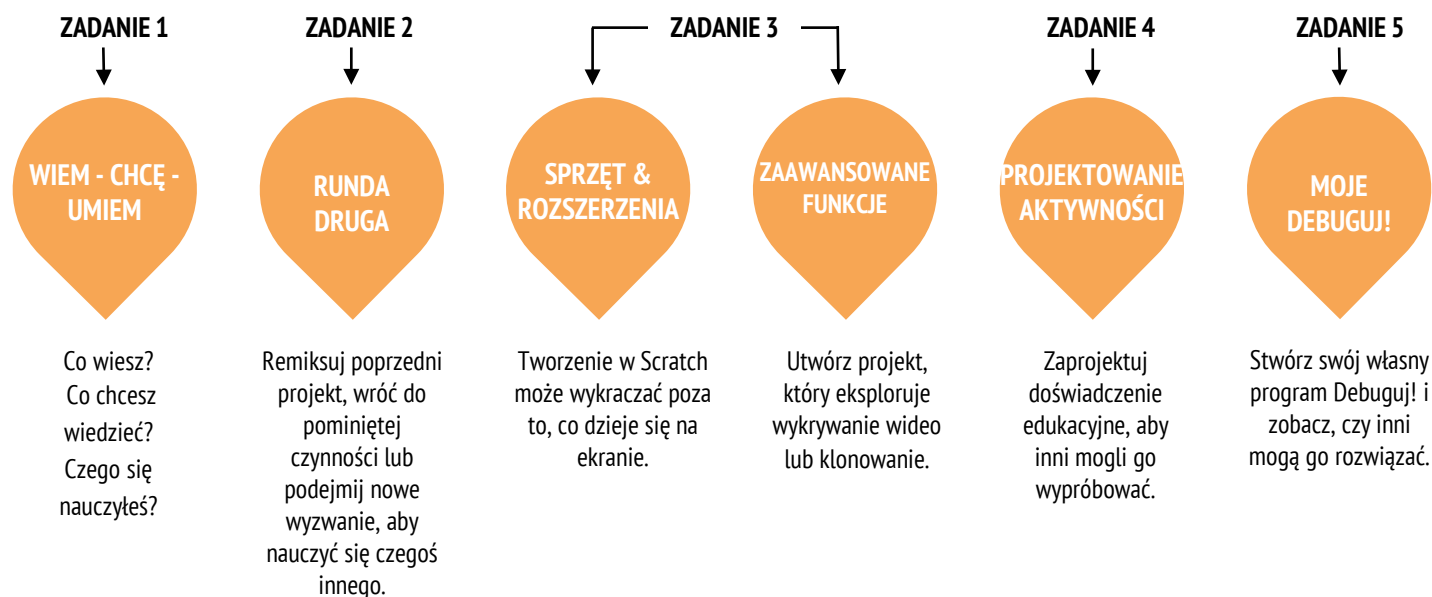 ZADANIE 1
WIEM - CHCĘ -
UMIEM
Co wiesz?
Co chcesz
wiedzieć?
Czego się
nauczyłeś?
ZADANIE 2
RUNDA
DRUGA
Remiksuj poprzedni
projekt, wróć do
pominiętej
czynności lub
podejmij nowe
wyzwanie, aby
nauczyć się czegoś
innego.
ZADANIE 3
SPRZĘT &
ROZSZERZENIA
Tworzenie w Scratch
może wykraczać poza
to, co dzieje się na
ekranie.
ZAAWANSOWANE
FUNKCJE
Utwórz projekt,
który eksploruje
wykrywanie wideo
lub klonowanie.
ZADANIE 4
PROJEKTOWANIE
AKTYWNOŚCI
Zaprojektuj
doświadczenie
edukacyjne, aby
inni mogli go
wypróbować.
ZADANIE 5
MOJE
DEBUGUJ!
Stwórz swój własny
program Debuguj! i
zobacz, czy inni
mogą go rozwiązać.